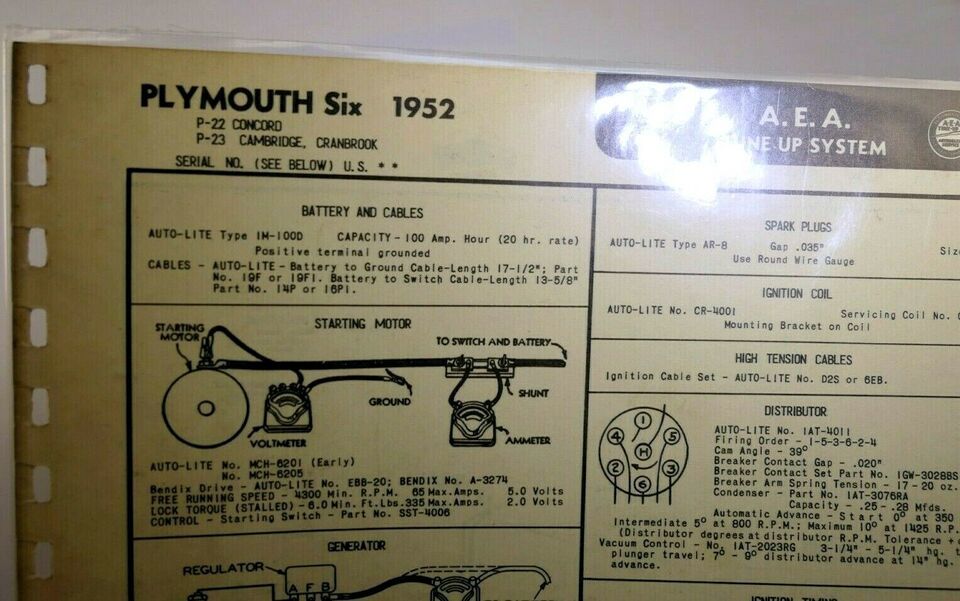 PLYMOUTH Six 1952
P-22 CONCORD
P-23 CAMBRIDGE, CRANBROOK
SERIAL NO. (SEE BELOW) U.S. * *
A. E. A.
NE UP SYSTEM
BATTERY AND CABLES
AUTO-LITE Type 1M-100D CAPACITY - 100 Amp. Hour (20 hr. rate)
Positive terminal grounded
CABLES - AUTO-LITE - Battery to Ground Cable-Length 17-1/2"; Part
No. 19F or 19F1. Battery to Switch Cable-Length 13-5/8"
Part No. 14P or 16P1.
STARTING MOTOR
STARTING
MOTOR
TO SWITCH AND BATTERY
GROUND
SHUNT
VOLTMETER
AMMETER
AUTO-LITE No. MCH-6201 (Early)
No. MCH-6205
Bendix Drive - AUTO-LITE No. EBB-20; BENDIX No. A-3274
FREE RUNNING SPEED - 4300 Min. R.P.M. 65 Max. Amps. 5.0 Volts
LOCK TORQUE (STALLED) - 6.0 Min. Ft. Lbs. 335 Max. Amps. 2.0 Volts
CONTROL - Starting Switch - Part No. SST-4006
GENERATOR
REGULATOR
A F B
SPARK PLUGS
AUTO-LITE Type AR-8 Gap .035" Siz
Use Round Wire Gauge
IGNITION COIL
AUTO-LITE No. CR-4001 Servicing Coil No.
Mounting Bracket on Coil
HIGH TENSION CABLES
Ignition Cable Set - AUTO-LITE No. D2S or 6EB.
DISTRIBUTOR
1
4 5
H
2 3
6
AUTO-LITE No. IAT-4011
Firing Order - 1-5-3-6-2-4
Cam Angle - 39°
Breaker Contact Gap - .020"
Breaker Contact Set Part No. IGW-3028BS
Breaker Arm Spring Tension - 17 - 20 oz.
Condenser - Part No. IAT-3076RA
Capacity - .25 - .28 Mfds.
Automatic Advance - Start 0° at 350
Intermediate 5° at 800 R.P.M.; Maximum 10° at 1425 R.P.
(Distributor degrees at distributor R.P.M. Tolerance +
Vacuum Control - No. IAT-2023RG 3-1/4" - 5-1/4" hg. t
plunger travel; 7° - 9° distributor advance at 14" hg.
advance.
IGNITION TIMING